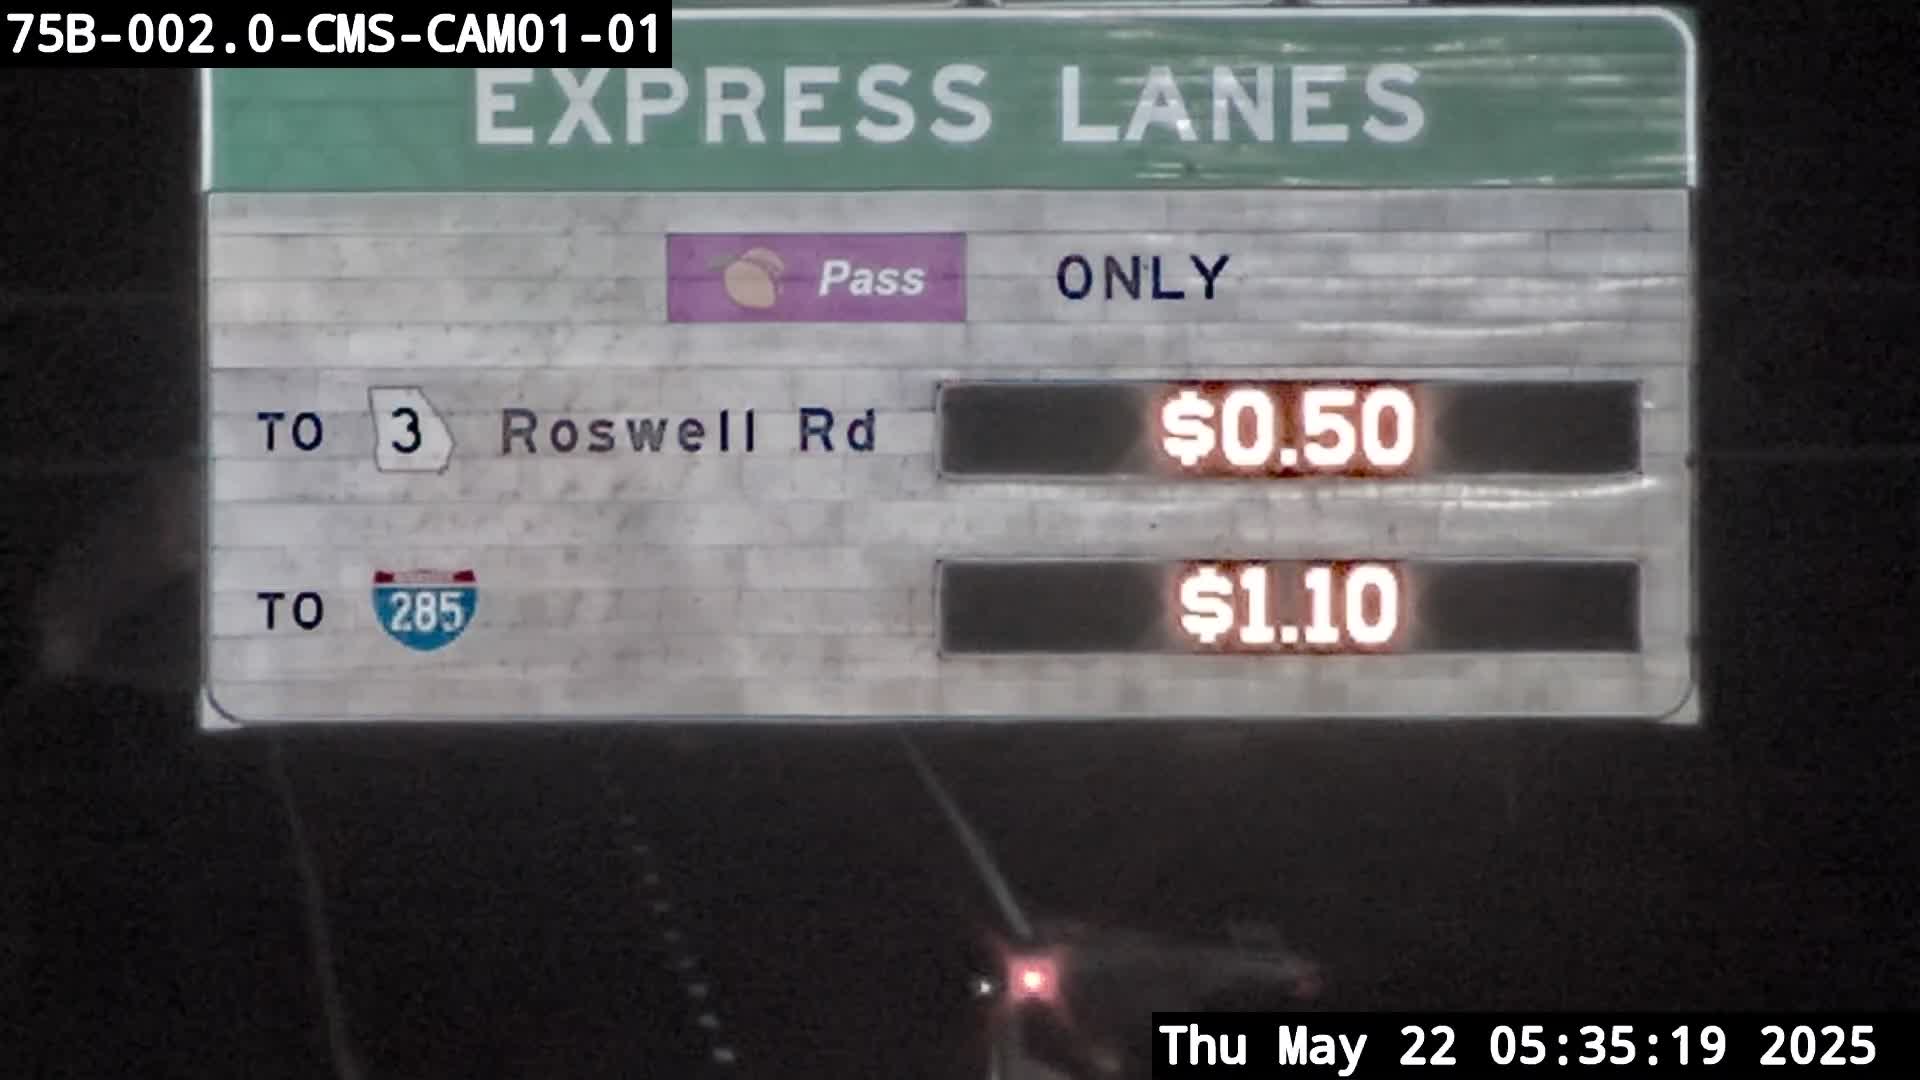 75B-002.0-CMS-CAM01-01
EXPRESS LANES
Pass ONLY
TO 3 Roswell Rd $0.50
TO 285 $1.10
Thu May 22 05:35:19 2025